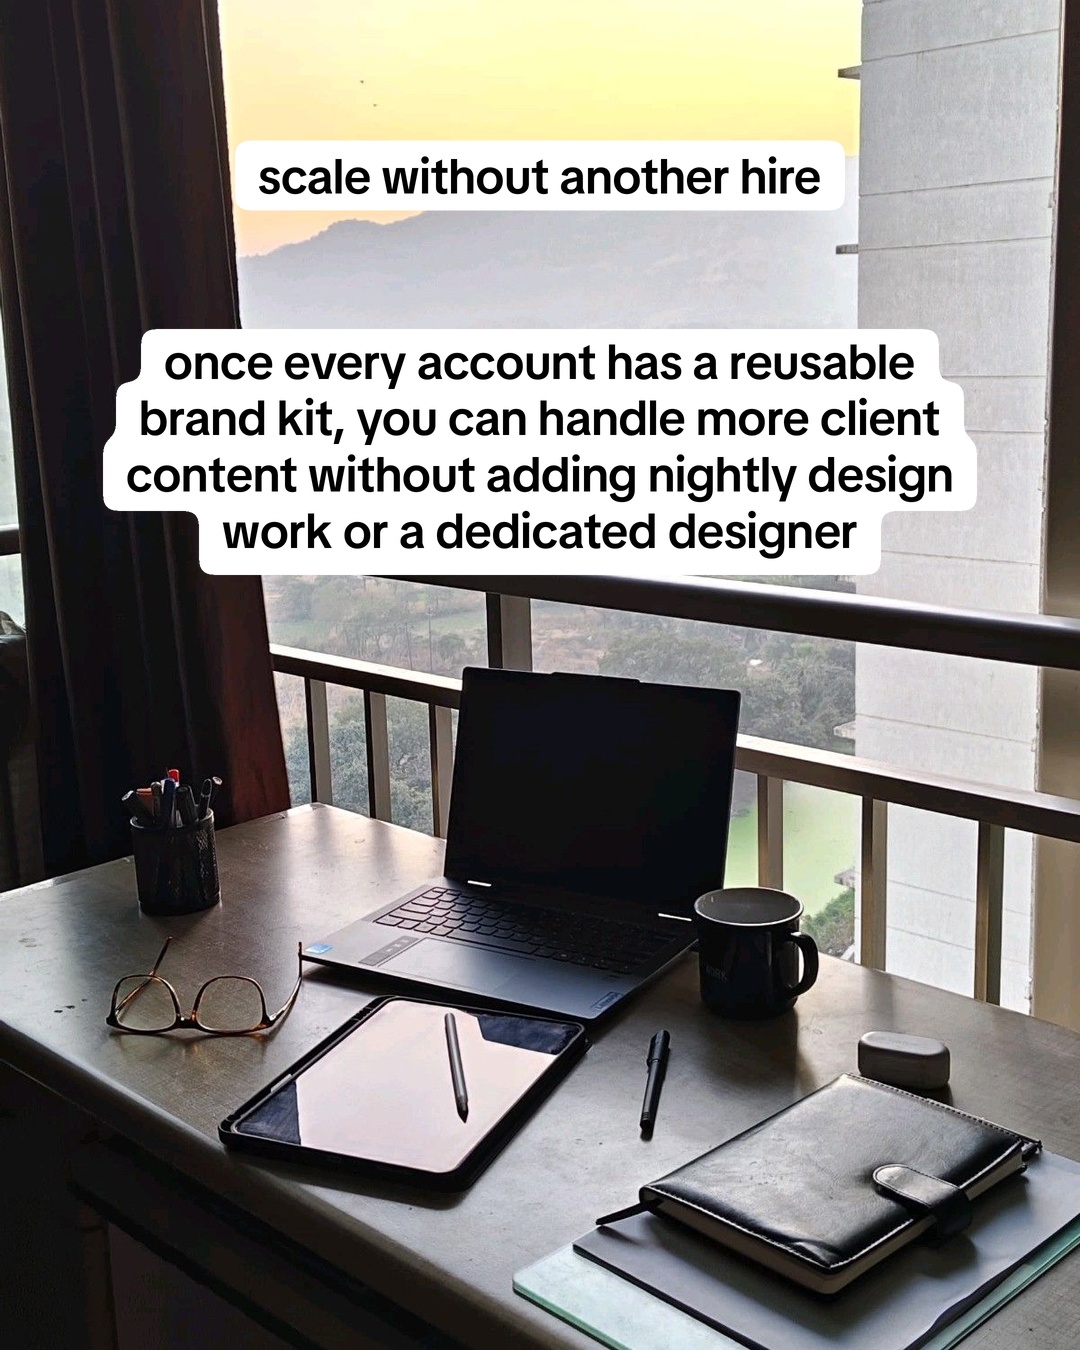 scale without another hire
once every account has a reusable
brand kit, you can handle more client
content without adding nightly design
work or a dedicated designer